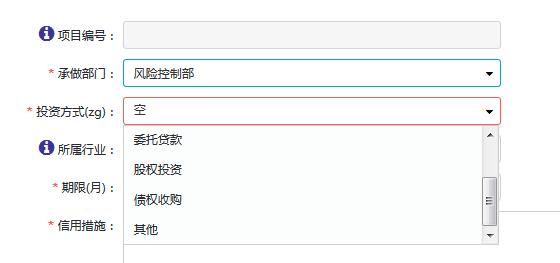 项目编号：
* 承做部门： 风险控制部
* 投资方式(zg)： 空
委托贷款
所属行业：
股权投资
* 期限(月)：
债权收购
* 信用措施：
其他